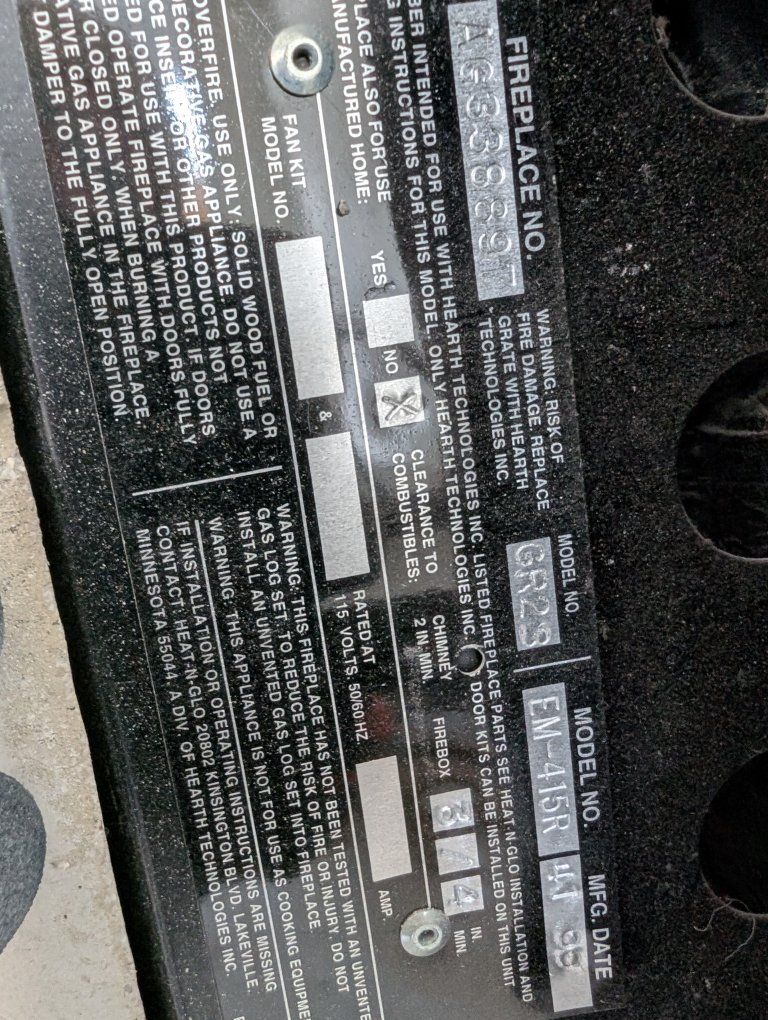 FIREPLACE NO.
WARNING: RISK OF
FIRE DAMAGE, REPLACE
GRATE WITH HEARTH
TECHNOLOGIES INC.
MODEL NO.
MODEL NO.
EM-415R
MFG. DATE
BER INTENDED FOR USE WITH HEARTH TECHNOLOGIES INC. LISTED FIREPLACE PARTS. SEE HEAT-N-GLO INSTALLATION AND
G INSTRUCTIONS FOR THIS MODEL. ONLY HEARTH TECHNOLOGIES INC. DOOR KITS CAN BE INSTALLED ON THIS UNIT
PLACE ALSO FOR USE
NUFACTURED HOME:
YES
NO
X
CLEARANCE TO
COMBUSTIBLES:
CHIMNEY
2 IN. MIN.
FIREBOX
3/4
IN.
MIN.
FAN KIT
MODEL NO.
&
RATED AT
115 VOLTS, 50/60 HZ
AMP.
OVERFIRE. USE ONLY: SOLID WOOD FUEL OR
DECORATIVE GAS APPLIANCE. DO NOT USE A
CE INSERT OR OTHER PRODUCTS NOT
ED FOR USE WITH THIS PRODUCT. IF DOORS
ED OPERATE FIREPLACE WITH DOORS FULLY
R CLOSED ONLY. WHEN BURNING A
ATIVE GAS APPLIANCE IN THE FIREPLACE,
DAMPER TO THE FULLY OPEN POSITION.
WARNING: THIS FIREPLACE HAS NOT BEEN TESTED WITH AN UNVENTE
GAS LOG SET. TO REDUCE THE RISK OF FIRE OR INJURY, DO NOT
INSTALL AN UNVENTED GAS LOG SET INTO FIREPLACE.
WARNING: THIS APPLIANCE IS NOT FOR USE AS COOKING EQUIPME
IF INSTALLATION OR OPERATING INSTRUCTIONS ARE MISSING
CONTACT: HEAT-N-GLO 20802 KINSINGTON BLVD. LAKEVILLE,
MINNESOTA 55044 A DIV. OF HEARTH TECHNOLOGIES INC.